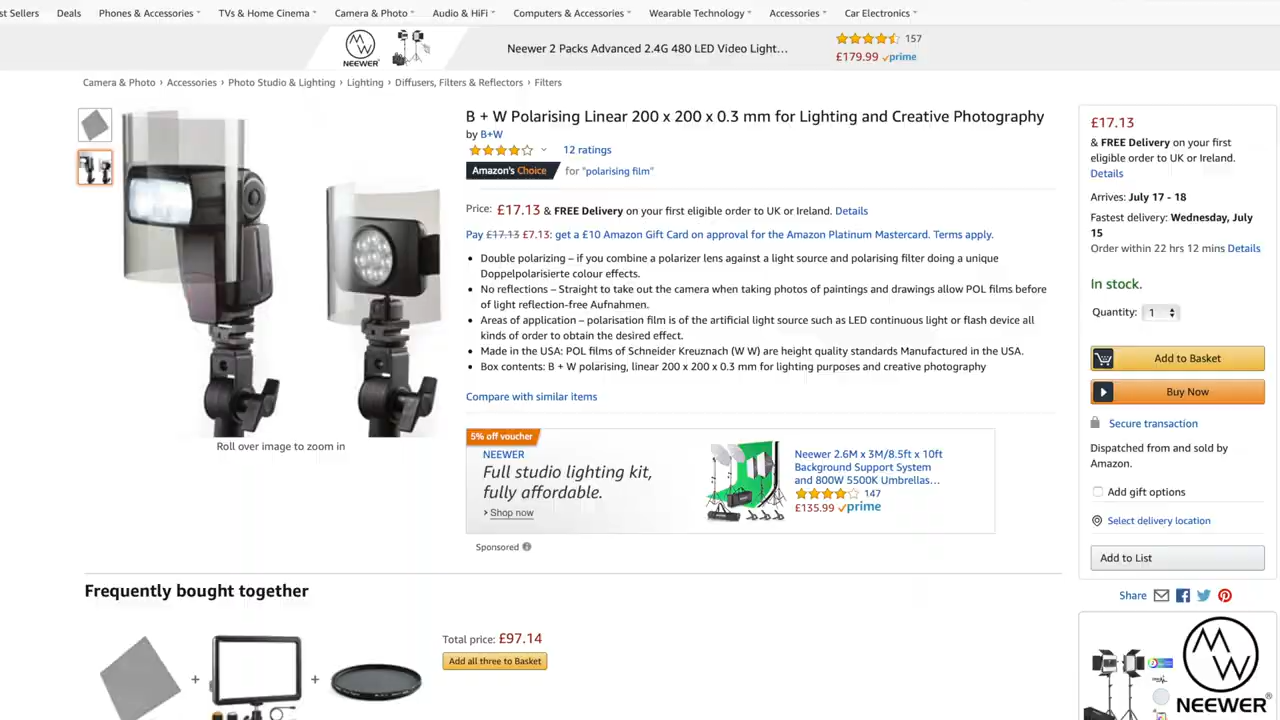 st Sellers
Deals
Phones & Accessories
TVs & Home Cinema
Camera & Photo
Audio & HiFi
Computers & Accessories
Wearable Technology
Accessories
Car Electronics
NEEWER
Neewer 2 Packs Advanced 2.4G 480 LED Video Light…
157
£179.99 prime
Camera & Photo › Accessories › Photo Studio & Lighting › Lighting › Diffusers, Filters & Reflectors › Filters
B + W Polarising Linear 200 x 200 x 0.3 mm for Lighting and Creative Photography
by B+W
12 ratings
Amazon's Choice for "polarising film"
Price: £17.13 & FREE Delivery on your first eligible order to UK or Ireland. Details
Pay £17.13 £7.13: get a £10 Amazon Gift Card on approval for the Amazon Platinum Mastercard. Terms apply.
• Double polarizing – if you combine a polarizer lens against a light source and polarising filter doing a unique
Doppelpolarisierte colour effects.
• No reflections – Straight to take out the camera when taking photos of paintings and drawings allow POL films before
of light reflection-free Aufnahmen.
• Areas of application – polarisation film is of the artificial light source such as LED continuous light or flash device all
kinds of order to obtain the desired effect.
• Made in the USA: POL films of Schneider Kreuznach (W W) are height quality standards Manufactured in the USA.
• Box contents: B + W polarising, linear 200 x 200 x 0.3 mm for lighting purposes and creative photography
Compare with similar items
Roll over image to zoom in
5% off voucher
NEEWER
Full studio lighting kit,
fully affordable.
› Shop now
Neewer 2.6M x 3M/8.5ft x 10ft
Background Support System
and 800W 5500K Umbrellas…
147
£135.99 prime
Sponsored
£17.13
& FREE Delivery on your first
eligible order to UK or Ireland.
Details
Arrives: July 17 - 18
Fastest delivery: Wednesday, July
15
Order within 22 hrs 12 mins Details
In stock.
Quantity: 1
Add to Basket
Buy Now
Secure transaction
Dispatched from and sold by
Amazon.
Add gift options
Select delivery location
Add to List
Share
Frequently bought together
+
+
Total price: £97.14
Add all three to Basket
NEEWER®